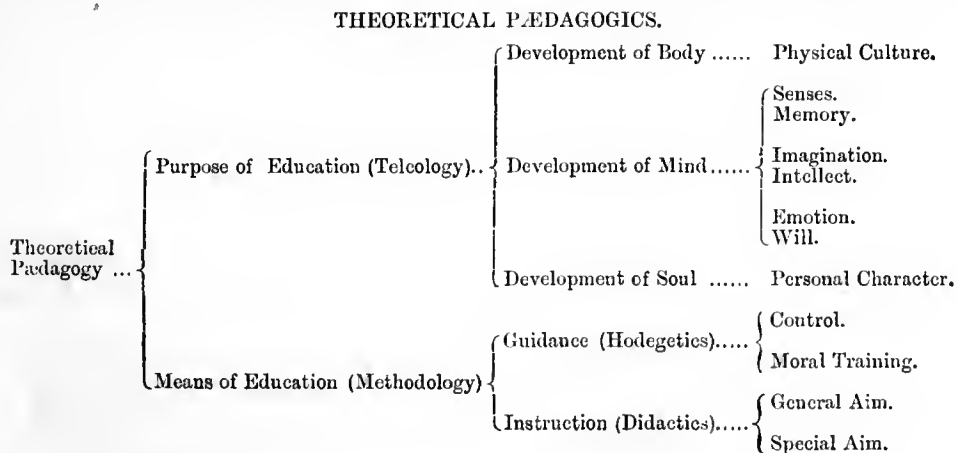 THEORETICAL PÆDAGOGICS.
Development of Body ...... Physical Culture.
Senses.
Memory.
Purpose of Education (Teleology).. Development of Mind...... Imagination.
Intellect.
Emotion.
Will.
Theoretical
Pædagogy ...
Development of Soul ...... Personal Character.
Guidance (Hodegetics)..... Control.
Moral Training.
Means of Education (Methodology)
Instruction (Didactics)..... General Aim.
Special Aim.